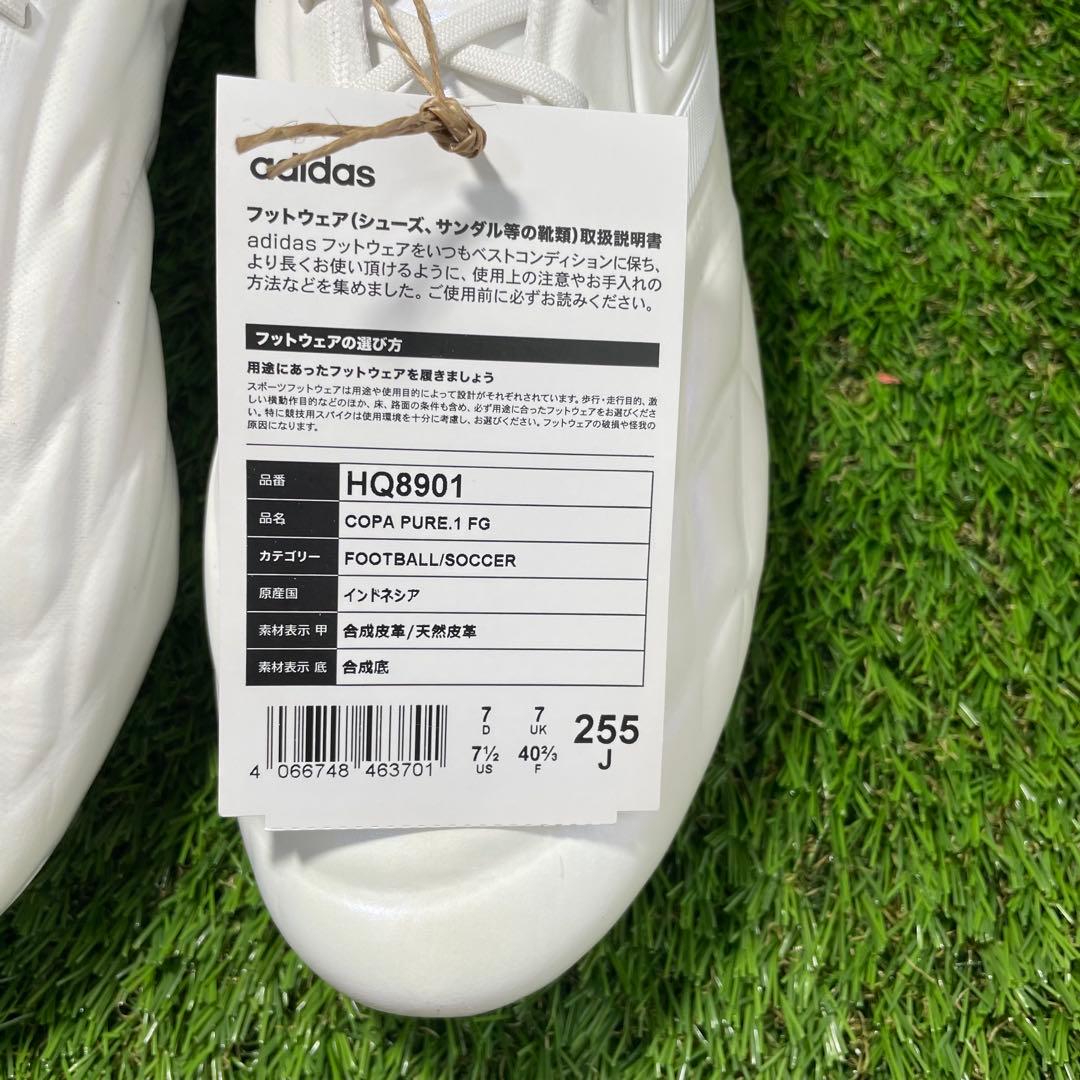 adidas
フットウェア(シューズ、サンダル等の靴類)取扱説明書
adidas フットウェアをいつもベストコンディションに保ち、
より長くお使い頂けるように、使用上の注意やお手入れの
方法などを集めました。ご使用前に必ずお読みください。
フットウェアの選び方
用途にあったフットウェアを履きましょう
スポーツフットウェアは用途や使用目的によって設計がそれぞれされています。歩行・走行目的、激
しい横動作目的などのほか、床、路面の条件も含め、必ず用途に合ったフットウェアをお選びくださ
い。特に競技用スパイクは使用環境を十分に考慮し、お選びください。フットウェアの破損や怪我の
原因になります。
品番 HQ8901
品名 COPA PURE.1 FG
カテゴリー FOOTBALL/SOCCER
原産国 インドネシア
素材表示 甲 合成皮革/天然皮革
素材表示 底 合成底
7 D 7 UK 255 J
7½ US 40⅔ F
4 066748 463701